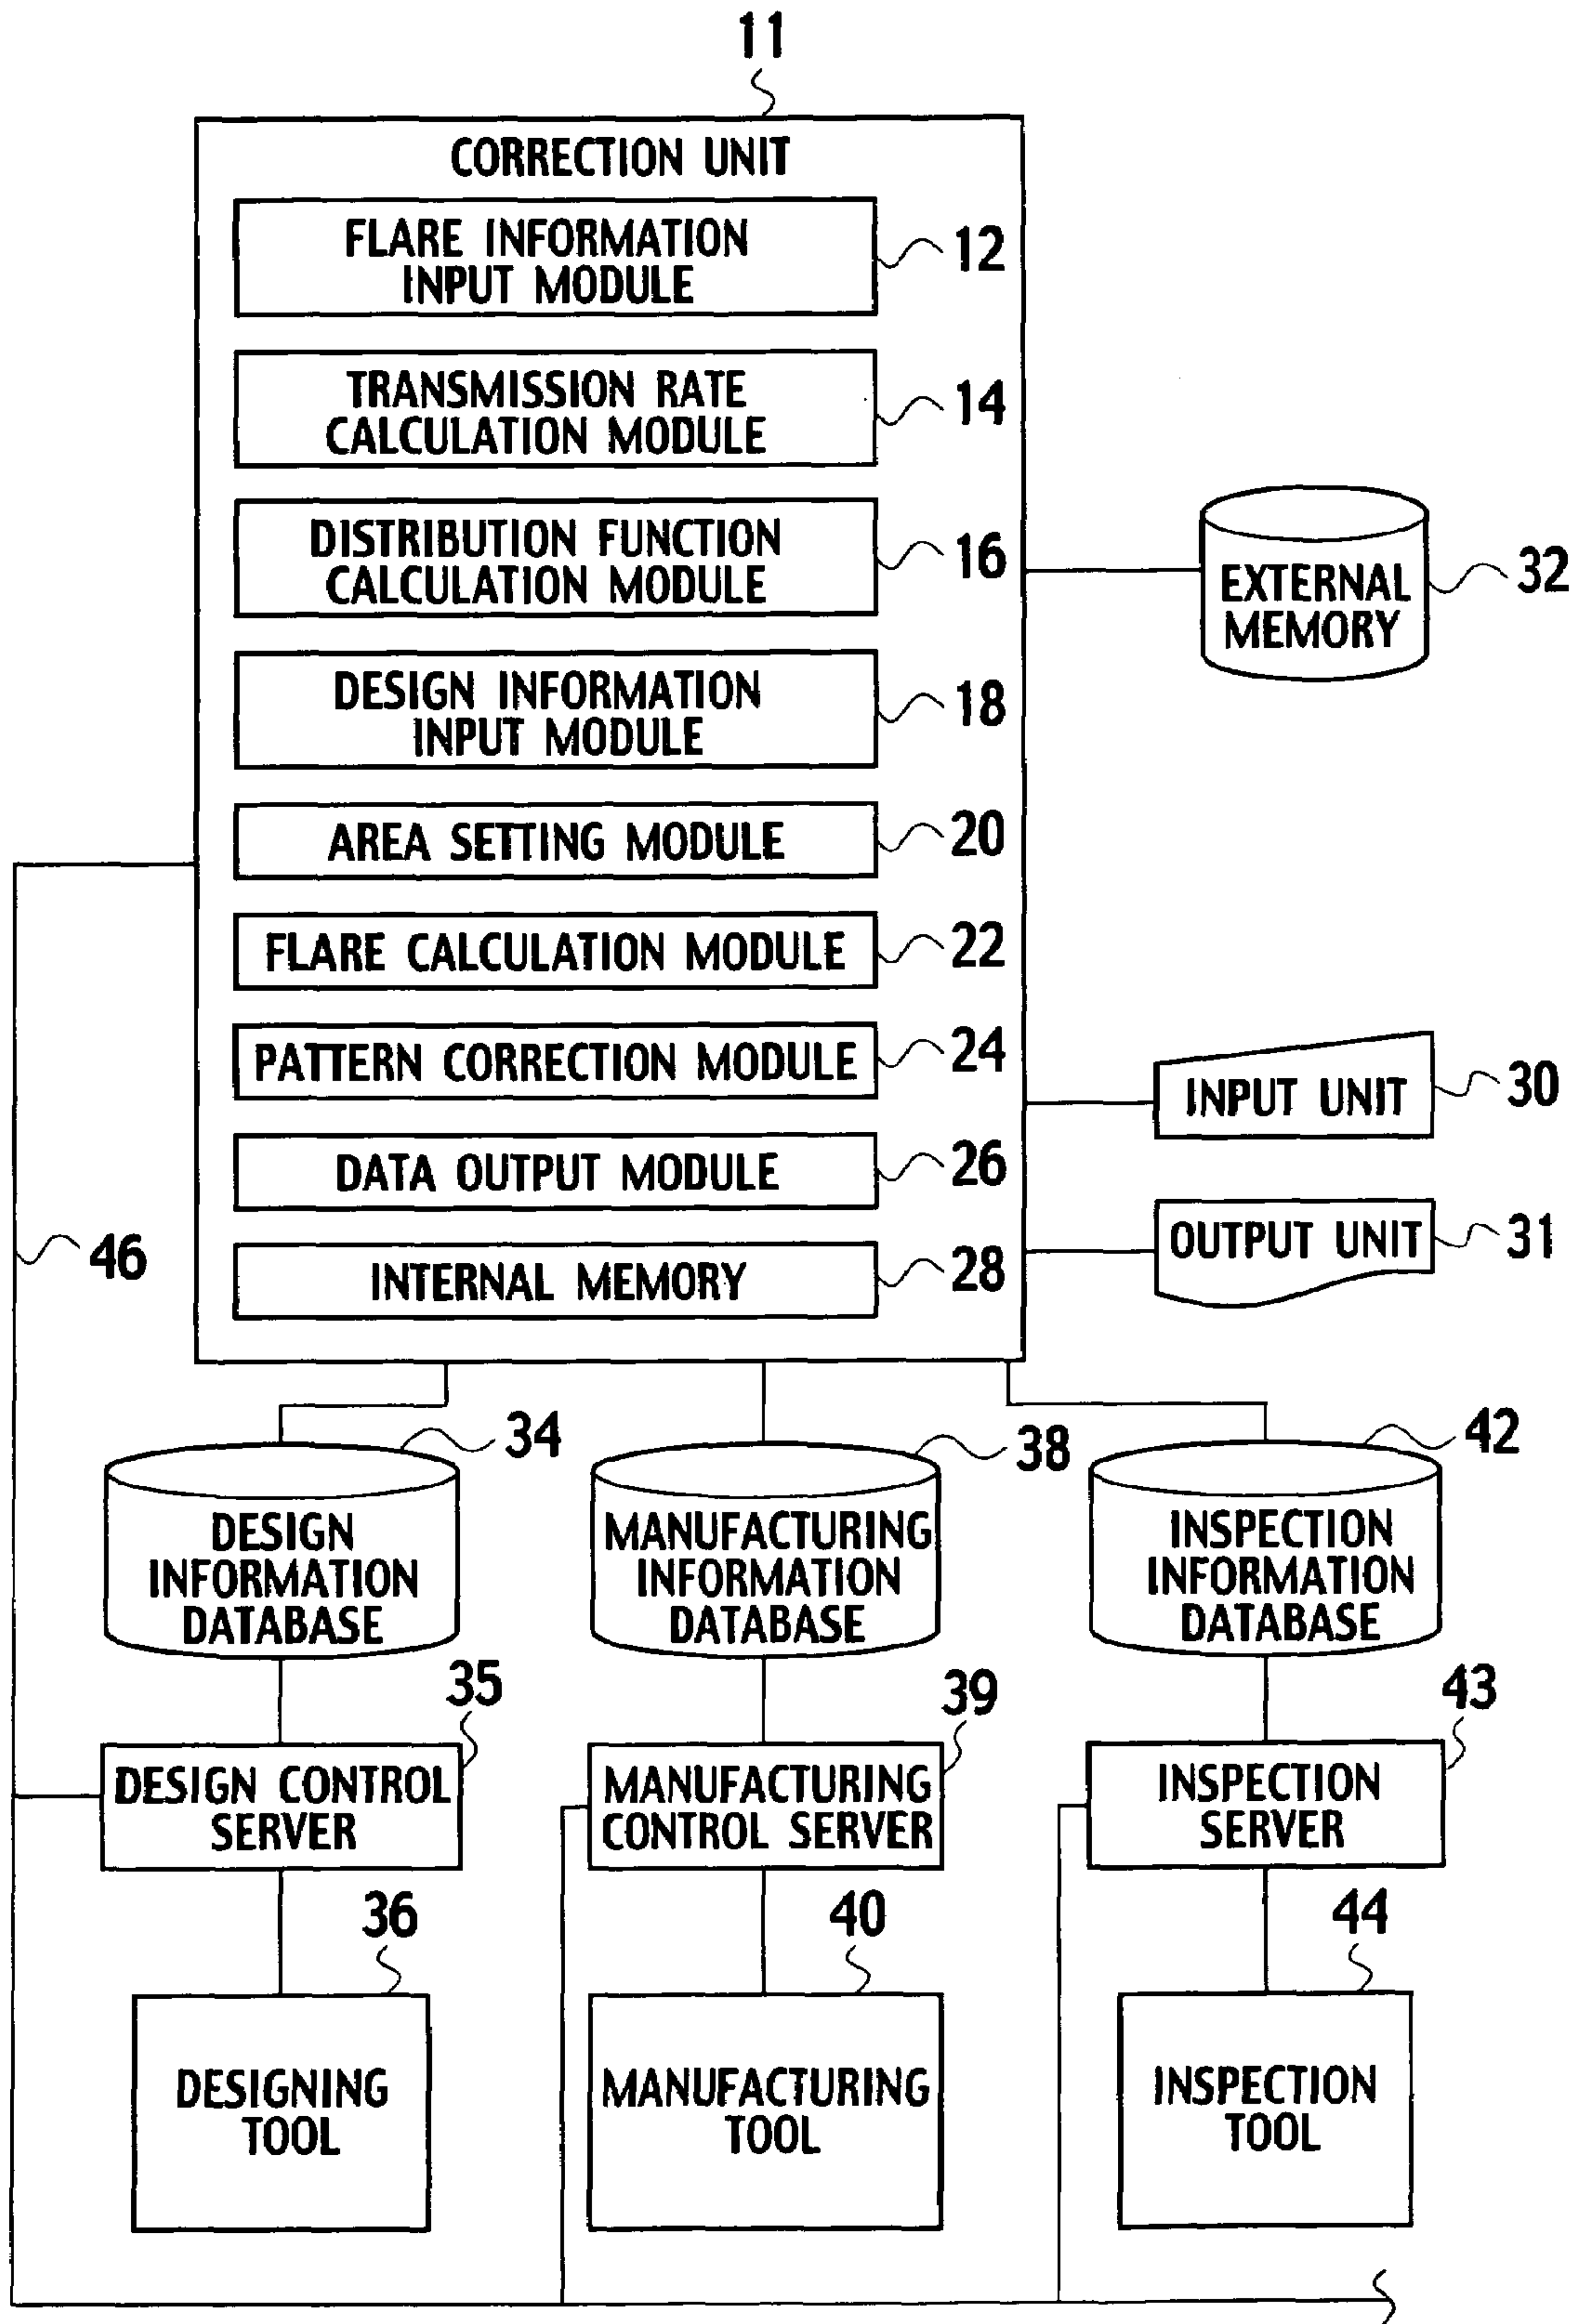 11
CORRECTION UNIT
FLARE INFORMATION
INPUT MODULE
12
TRANSMISSION RATE
CALCULATION MODULE
14
DISTRIBUTION FUNCTION
CALCULATION MODULE
16
EXTERNAL
MEMORY
32
DESIGN INFORMATION
INPUT MODULE
18
AREA SETTING MODULE
20
FLARE CALCULATION MODULE
22
PATTERN CORRECTION MODULE
24
INPUT UNIT
30
DATA OUTPUT MODULE
26
OUTPUT UNIT
31
46
INTERNAL MEMORY
28
34
38
42
DESIGN
INFORMATION
DATABASE
MANUFACTURING
INFORMATION
DATABASE
INSPECTION
INFORMATION
DATABASE
35
39
43
DESIGN CONTROL
SERVER
MANUFACTURING
CONTROL SERVER
INSPECTION
SERVER
36
40
44
DESIGNING
TOOL
MANUFACTURING
TOOL
INSPECTION
TOOL